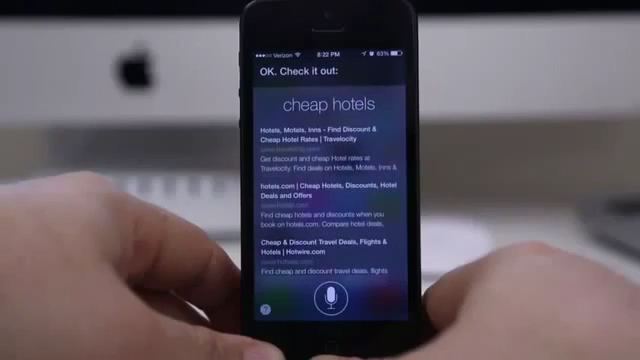 Verizon 8:22 PM 63%
OK. Check it out:
cheap hotels
Hotels, Motels, Inns - Find Discount &
Cheap Hotel Rates | Travelocity
Get discount and cheap Hotel rates at
Travelocity. Find deals on Hotels, Motels, Inns &
hotels.com | Cheap Hotels, Discounts, Hotel
Deals and Offers
Find cheap hotels and discounts when you
book on hotels.com. Compare hotel deals,
Cheap & Discount Travel Deals, Flights &
Hotels | Hotwire.com
Find cheap and discount travel deals, flights
?